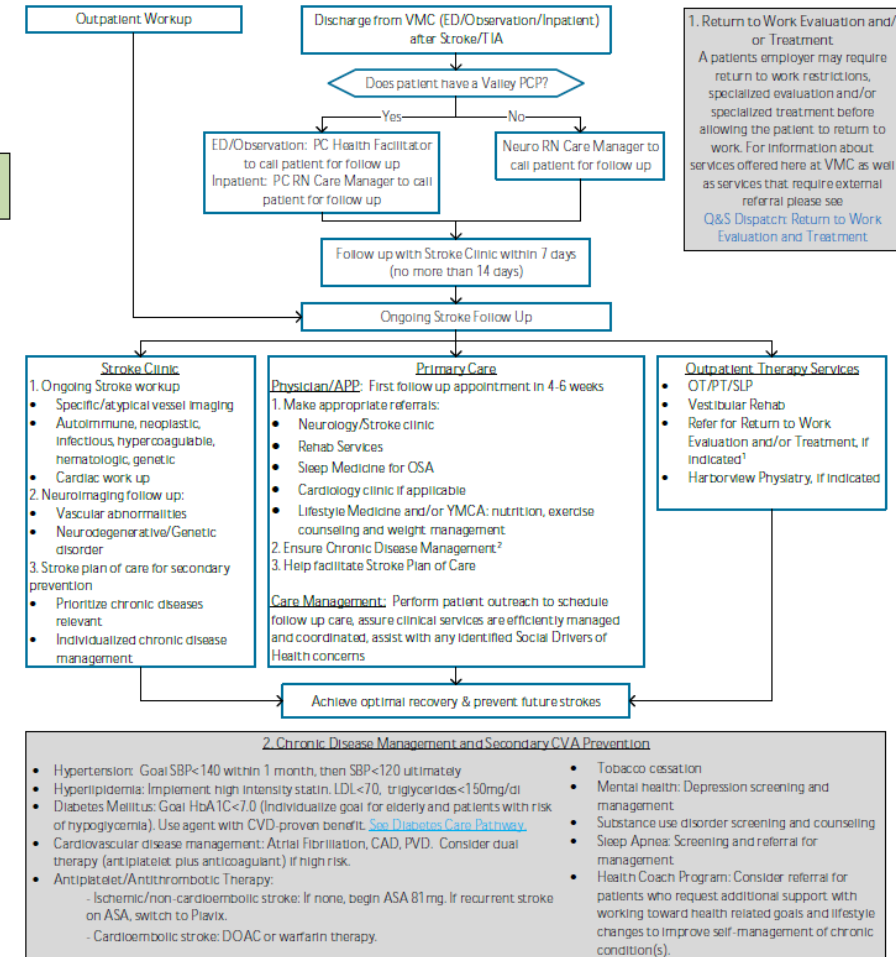 Outpatient Workup
Discharge from VMC (ED/Observation/Inpatient)
after Stroke/TIA
Does patient have a Valley PCP?
Yes
No
ED/Observation: PC Health Facilitator
to call patient for follow up
Inpatient: PC RN Care Manager to call
patient for follow up
Neuro RN Care Manager to
call patient for follow up
Follow up with Stroke Clinic within 7 days
(no more than 14 days)
Ongoing Stroke Follow Up
1. Return to Work Evaluation and/
or Treatment
A patients employer may require
return to work restrictions,
specialized evaluation and/or
specialized treatment before
allowing the patient to return to
work. For information about
services offered here at VMC as well
as services that require external
referral please see
Q&S Dispatch: Return to Work
Evaluation and Treatment
Stroke Clinic
1. Ongoing Stroke workup
• Specific/atypical vessel imaging
• Autoimmune, neoplastic,
infectious, hypercoagulable,
hematologic, genetic
• Cardiac work up
2. Neuroimaging follow up:
• Vascular abnormalities
• Neurodegenerative/Genetic
disorder
3. Stroke plan of care for secondary
prevention
• Prioritize chronic diseases
relevant
• Individualized chronic disease
management
Primary Care
Physician/APP: First follow up appointment in 4-6 weeks
1. Make appropriate referrals:
• Neurology/Stroke clinic
• Rehab Services
• Sleep Medicine for OSA
• Cardiology clinic if applicable
• Lifestyle Medicine and/or YMCA: nutrition, exercise
counseling and weight management
2. Ensure Chronic Disease Management²
3. Help facilitate Stroke Plan of Care
Care Management: Perform patient outreach to schedule
follow up care, assure clinical services are efficiently managed
and coordinated, assist with any identified Social Drivers of
Health concerns
Outpatient Therapy Services
• OT/PT/SLP
• Vestibular Rehab
• Refer for Return to Work
Evaluation and/or Treatment, if
indicated¹
• Harborview Physiatry, if indicated
Achieve optimal recovery & prevent future strokes
2. Chronic Disease Management and Secondary CVA Prevention
• Hypertension: Goal SBP<140 within 1 month, then SBP<120 ultimately
• Hyperlipidemia: Implement high intensity statin. LDL<70, triglycerides<150mg/dl
• Diabetes Mellitus: Goal HbA1C<7.0 (Individualize goal for elderly and patients with risk
of hypoglycemia). Use agent with CVD-proven benefit. See Diabetes Care Pathway.
• Cardiovascular disease management: Atrial Fibrillation, CAD, PVD. Consider dual
therapy (antiplatelet plus anticoagulant) if high risk.
• Antiplatelet/Antithrombotic Therapy:
- Ischemic/non-cardioembolic stroke: If none, begin ASA 81mg. If recurrent stroke
on ASA, switch to Plavix.
- Cardioembolic stroke: DOAC or warfarin therapy.
• Tobacco cessation
• Mental health: Depression screening and
management
• Substance use disorder screening and counseling
• Sleep Apnea: Screening and referral for
management
• Health Coach Program: Consider referral for
patients who request additional support with
working toward health related goals and lifestyle
changes to improve self-management of chronic
condition(s).